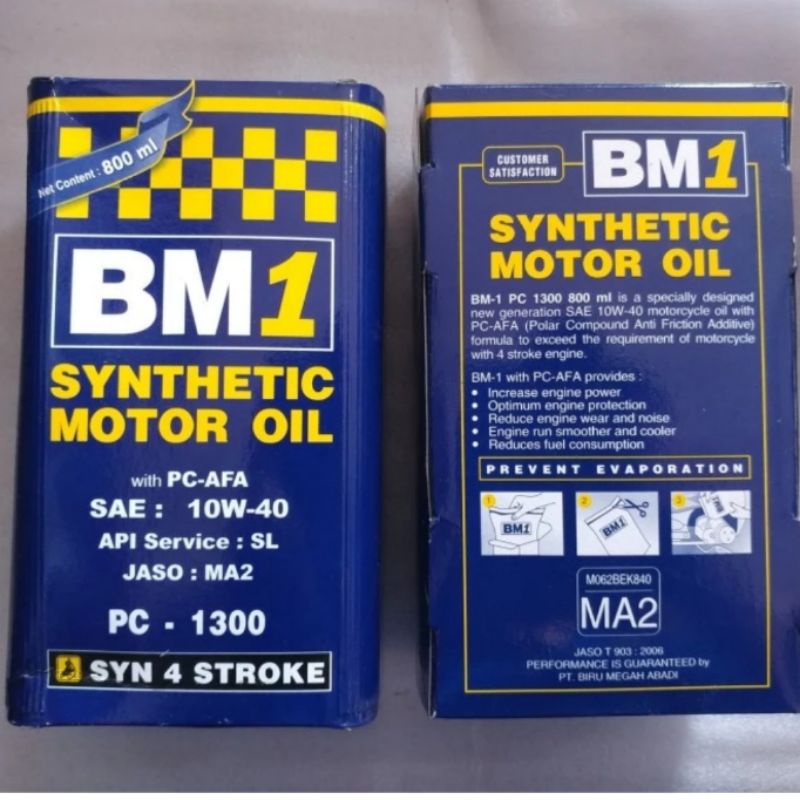 Net Content : 800 ml
BM1
SYNTHETIC
MOTOR OIL
with PC-AFA
SAE : 10W-40
API Service : SL
JASO : MA2
PC - 1300
SYN 4 STROKE
CUSTOMER
SATISFACTION
BM1
SYNTHETIC
MOTOR OIL
BM-1 PC 1300 800 ml is a specially designed
new generation SAE 10W-40 motorcycle oil with
PC-AFA (Polar Compound Anti Friction Additive)
formula to exceed the requirement of motorcycle
with 4 stroke engine.
BM-1 with PC-AFA provides :
• Increase engine power
• Optimum engine protection
• Reduce engine wear and noise
• Engine run smoother and cooler
• Reduces fuel consumption
PREVENT EVAPORATION
1 2 3
BM1 BM1 BM1
M062BEK840
MA2
JASO T 903 : 2006
PERFORMANCE IS GUARANTEED by
PT. BIRU MEGAH ABADI